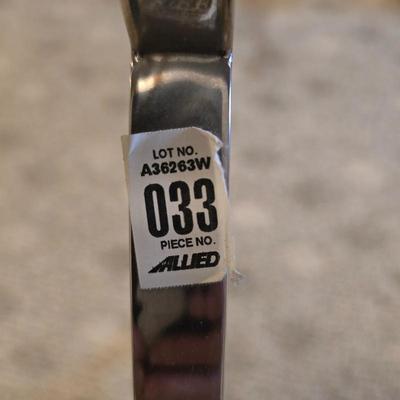 LOT NO.
A36263W
033
PIECE NO.
ALLIED